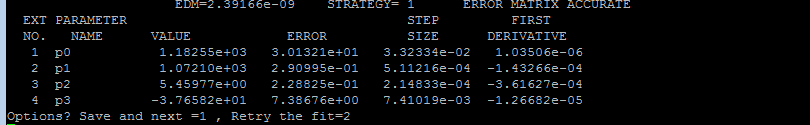 EDM=2.39166e-09 STRATEGY= 1 ERROR MATRIX ACCURATE
EXT PARAMETER STEP FIRST
NO. NAME VALUE ERROR SIZE DERIVATIVE
1 p0 1.18255e+03 3.01321e+01 3.32334e-02 1.03506e-06
2 p1 1.07210e+03 2.90995e-01 5.11216e-04 -1.43266e-04
3 p2 5.45977e+00 2.28825e-01 2.14833e-04 -3.61627e-04
4 p3 -3.76582e+01 7.38676e+00 7.41019e-03 -1.26682e-05
Options? Save and next =1 , Retry the fit=2